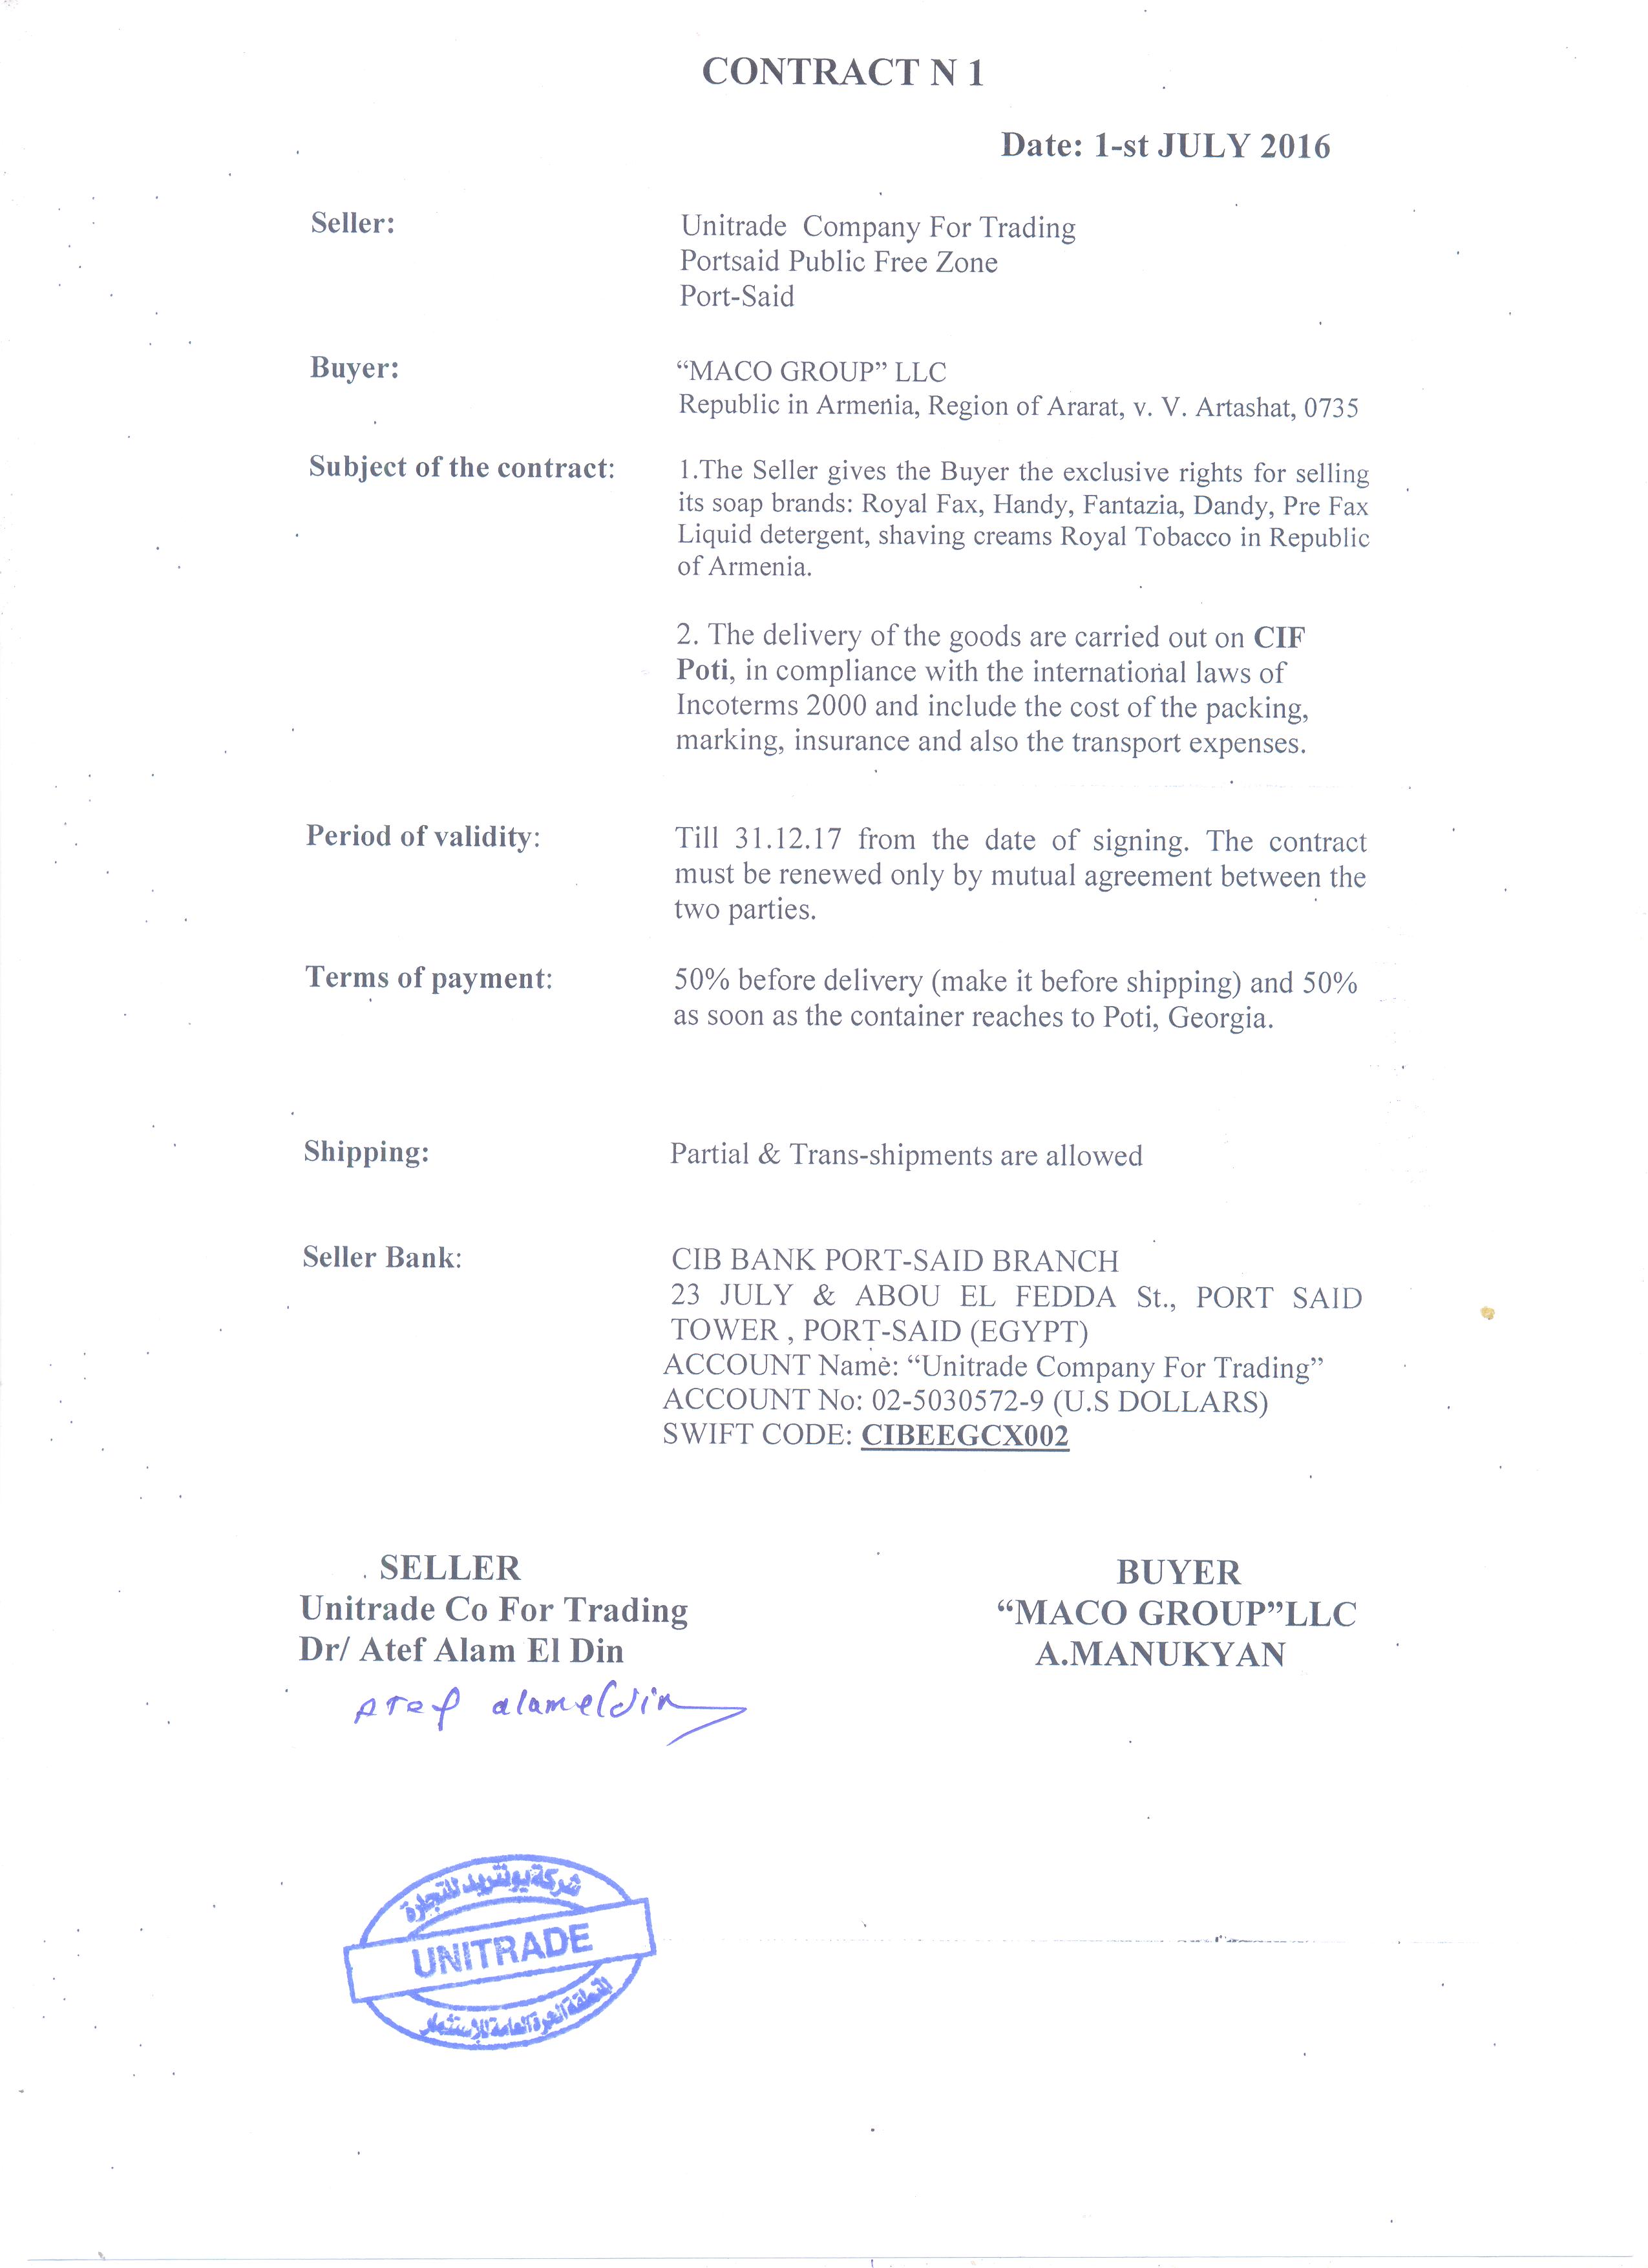 CONTRACT N 1
Date: 1-st JULY 2016
Seller:
Unitrade Company For Trading
Portsaid Public Free Zone
Port-Said
Buyer:
“MACO GROUP” LLC
Republic in Armenia, Region of Ararat, v. V. Artashat, 0735
Subject of the contract:
1.The Seller gives the Buyer the exclusive rights for selling
its soap brands: Royal Fax, Handy, Fantazia, Dandy, Pre Fax
Liquid detergent, shaving creams Royal Tobacco in Republic
of Armenia.
2. The delivery of the goods are carried out on CIF
Poti, in compliance with the international laws of
Incoterms 2000 and include the cost of the packing,
marking, insurance and also the transport expenses.
Period of validity:
Till 31.12.17 from the date of signing. The contract
must be renewed only by mutual agreement between the
two parties.
Terms of payment:
50% before delivery (make it before shipping) and 50%
as soon as the container reaches to Poti, Georgia.
Shipping:
Partial & Trans-shipments are allowed
Seller Bank:
CIB BANK PORT-SAID BRANCH
23 JULY & ABOU EL FEDDA St., PORT SAID
TOWER , PORT-SAID (EGYPT)
ACCOUNT Name: “Unitrade Company For Trading”
ACCOUNT No: 02-5030572-9 (U.S DOLLARS)
SWIFT CODE: CIBEEGCX002
SELLER
Unitrade Co For Trading
Dr/ Atef Alam El Din
Atef alameldin
BUYER
“MACO GROUP”LLC
A.MANUKYAN
شركة يونتريد للتجارة
UNITRADE
المنطقة الحرة العامة للإستثمار